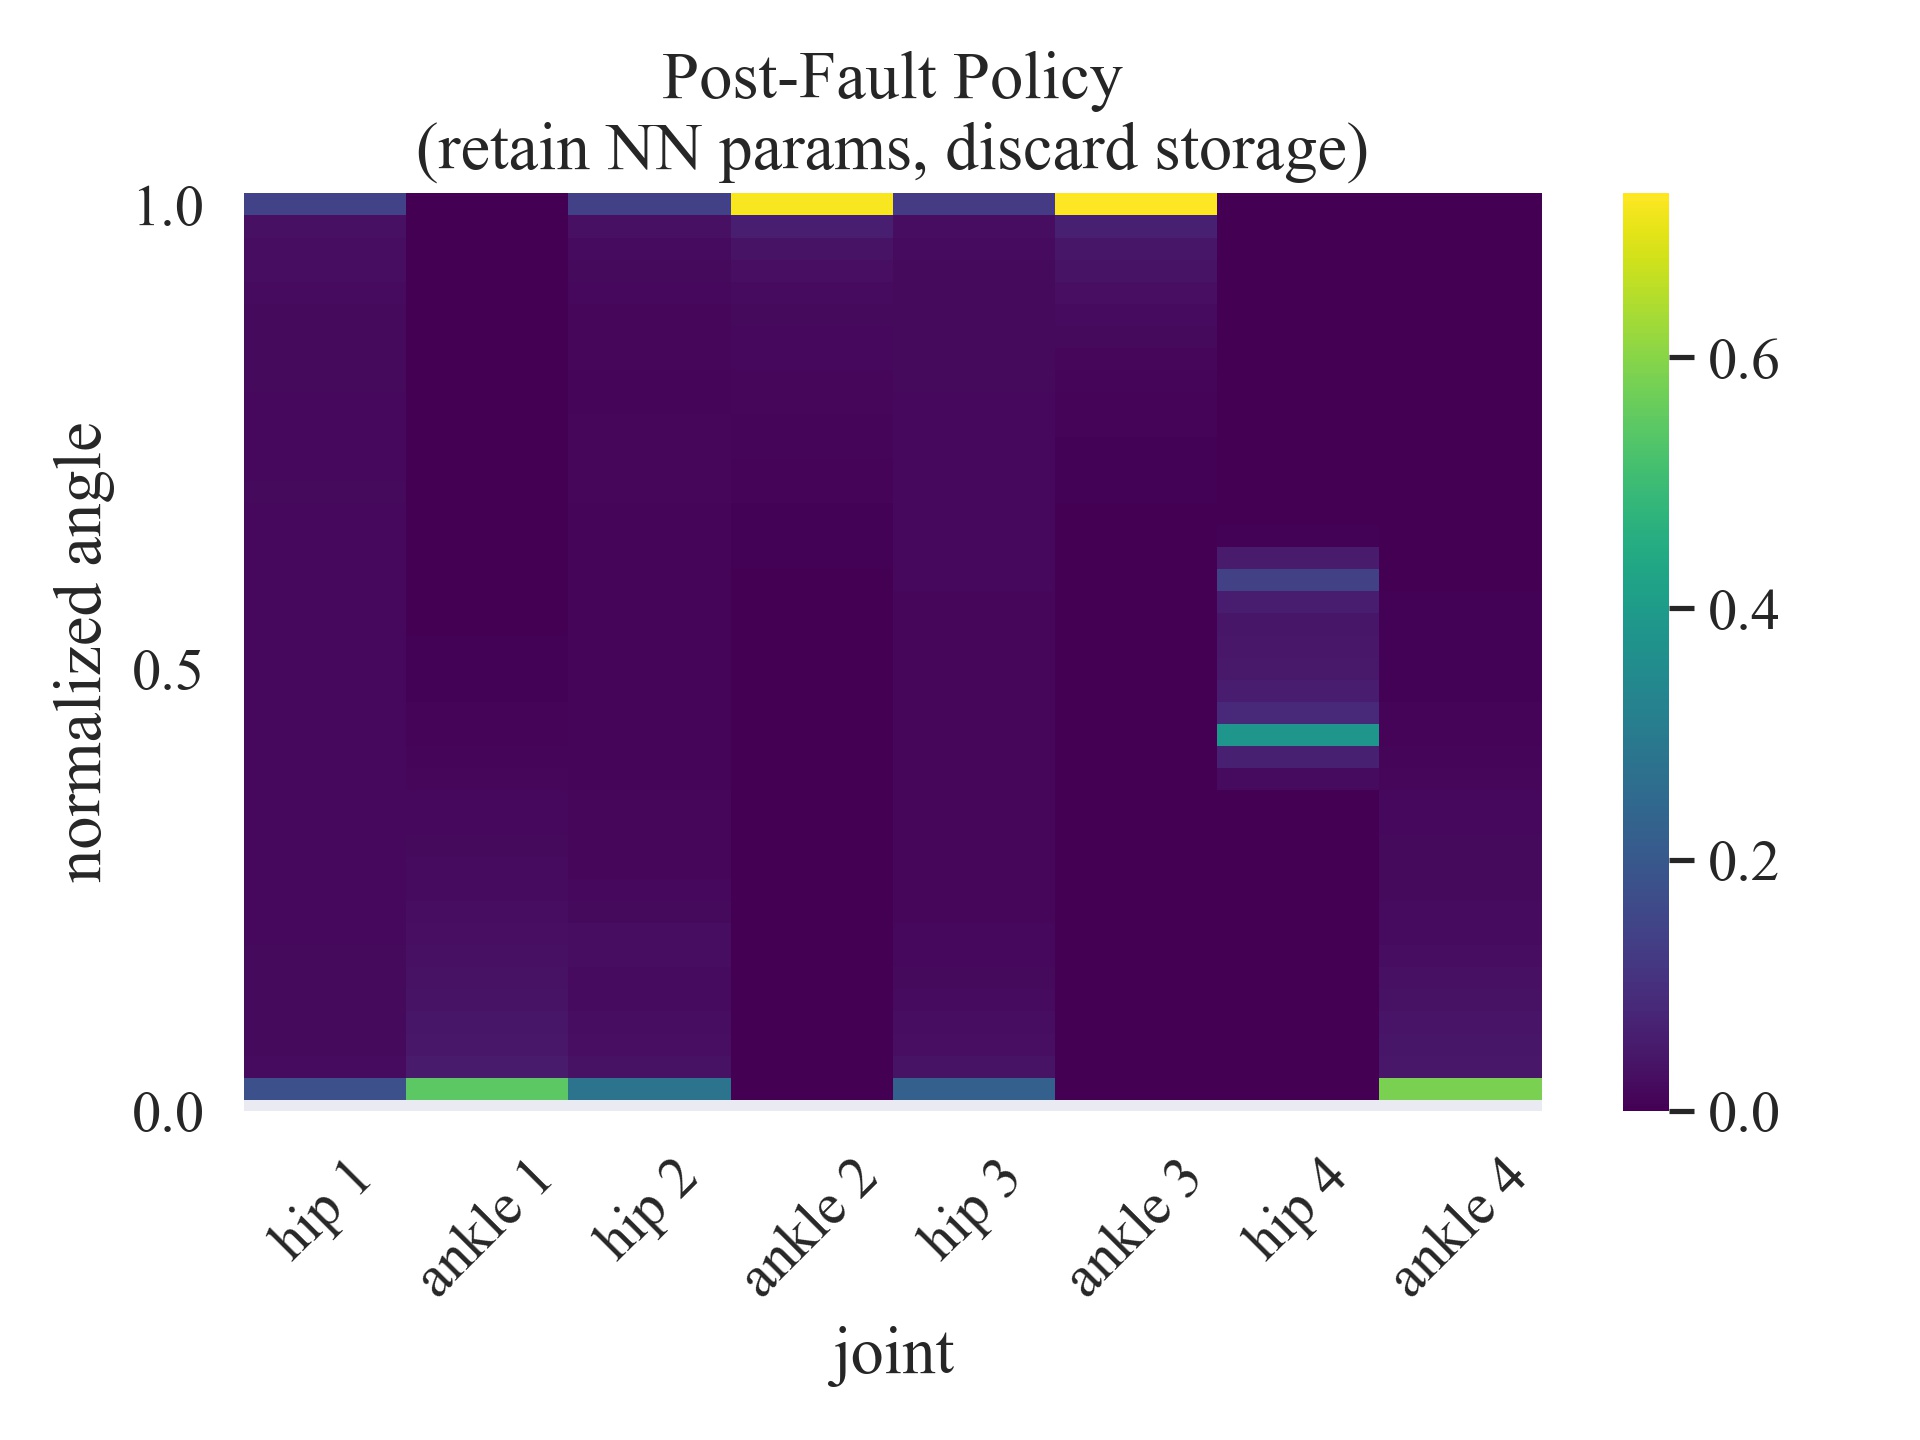 Post-Fault Policy
(retain NN params, discard storage)
normalized angle
1.0
0.5
0.0
hip 1
ankle 1
hip 2
ankle 2
hip 3
ankle 3
hip 4
ankle 4
joint
0.6
0.4
0.2
0.0